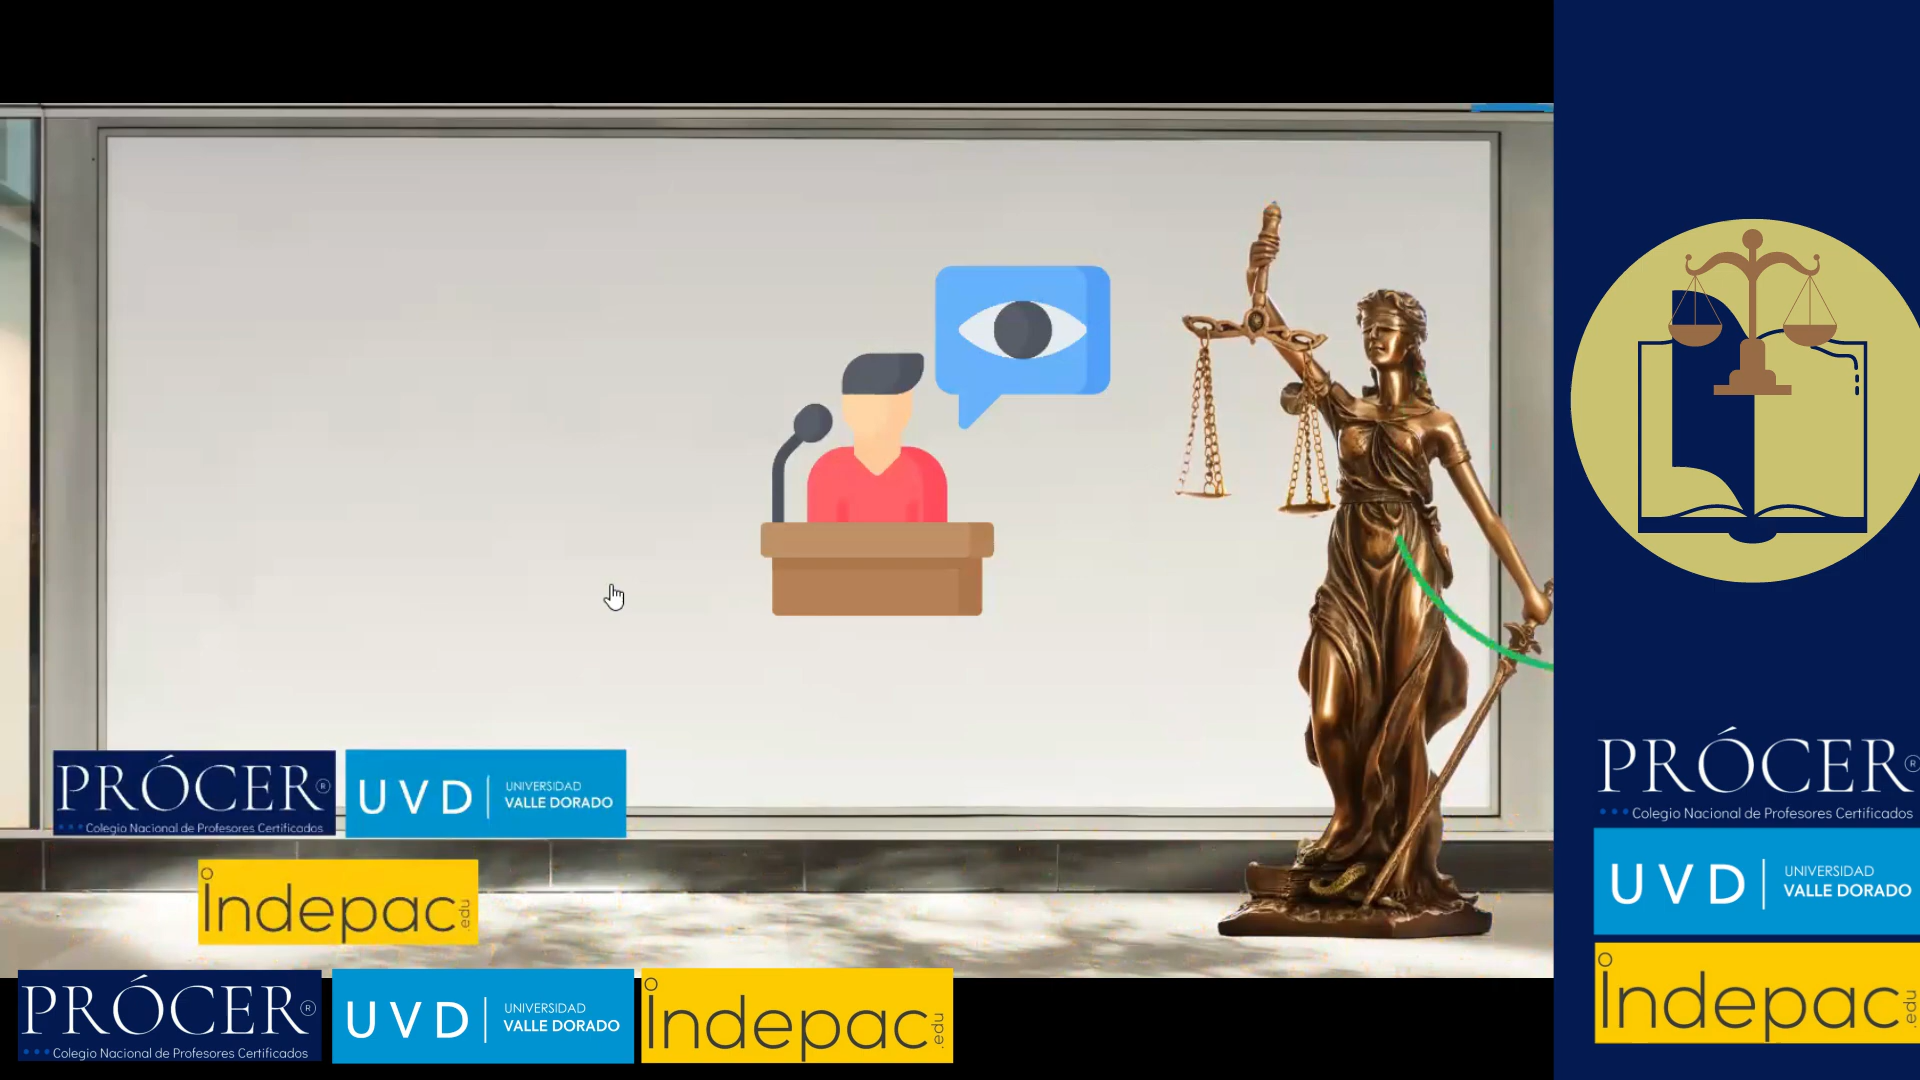 PRÓCER®
Colegio Nacional de Profesores Certificados
UVD | UNIVERSIDAD
VALLE DORADO
Indepac.edu
PRÓCER®
Colegio Nacional de Profesores Certificados
UVD | UNIVERSIDAD
VALLE DORADO
Indepac.edu
PRÓCER®
Colegio Nacional de Profesores Certificados
UVD | UNIVERSIDAD
VALLE DORADO
Indepac.edu